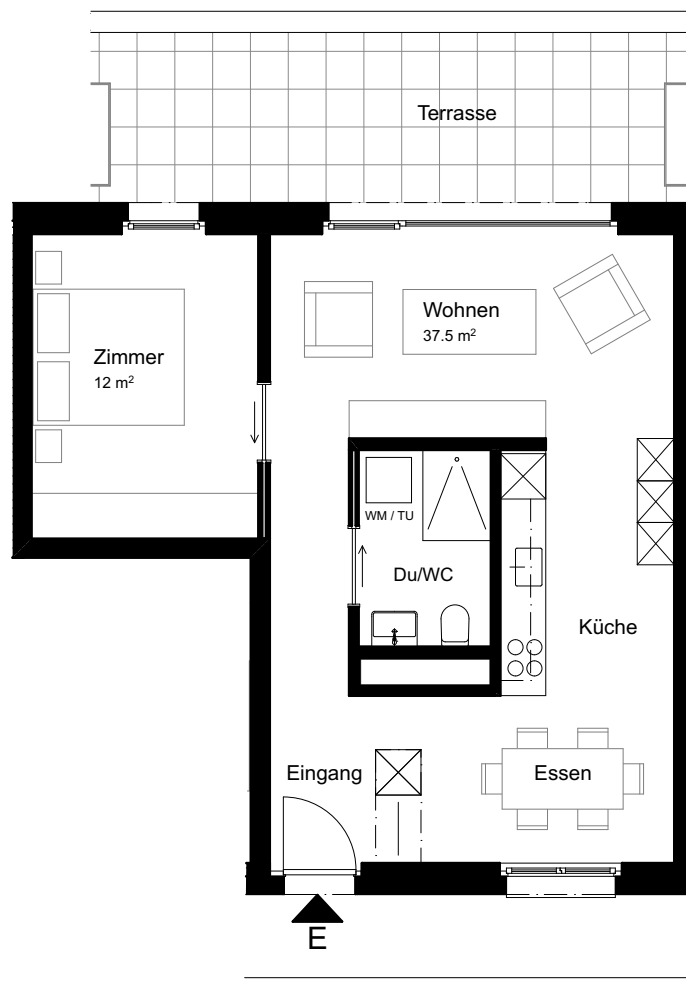 Terrasse
Wohnen
37.5 m²
Zimmer
12 m²
WM / TU
Du/WC
Küche
Eingang
Essen
E